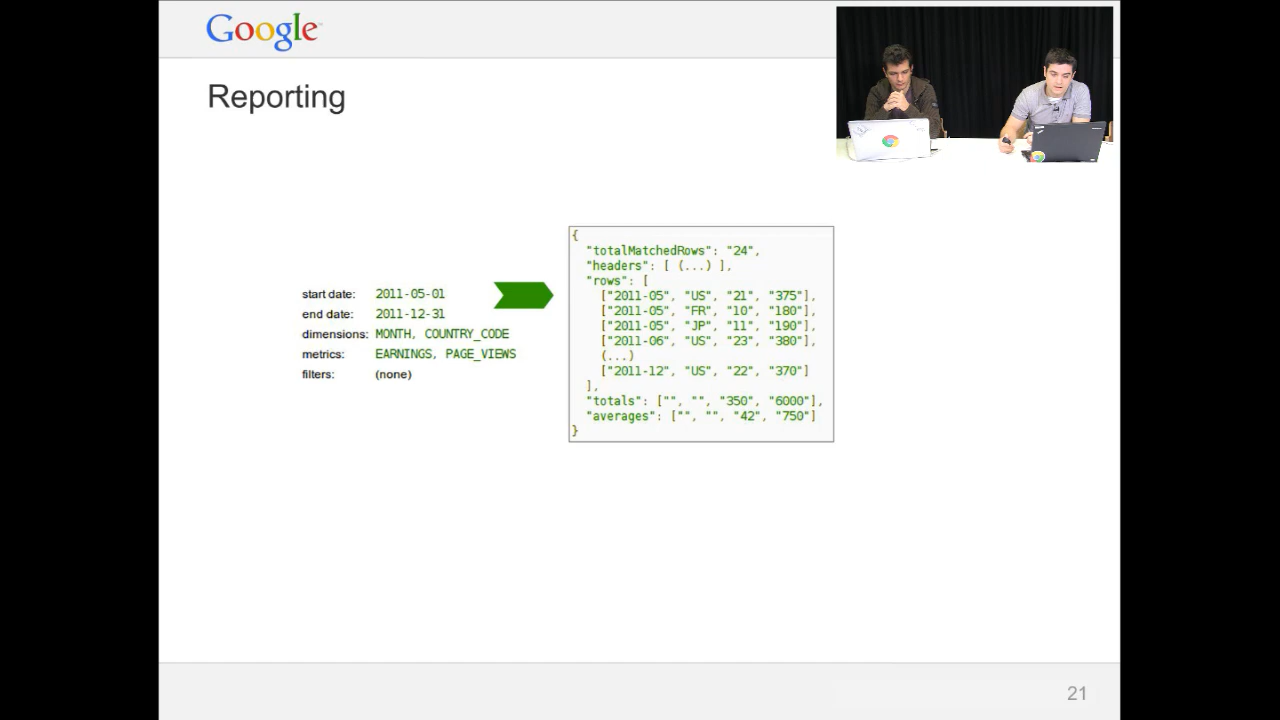 Google
Reporting
start date: 2011-05-01
end date: 2011-12-31
dimensions: MONTH, COUNTRY_CODE
metrics: EARNINGS, PAGE_VIEWS
filters: (none)
{
"totalMatchedRows": "24",
"headers": [ (...) ],
"rows": [
["2011-05", "US", "21", "375"],
["2011-05", "FR", "10", "180"],
["2011-05", "JP", "11", "190"],
["2011-06", "US", "23", "380"],
(...)
["2011-12", "US", "22", "370"]
],
"totals": ["", "", "350", "6000"],
"averages": ["", "", "42", "750"]
}
21